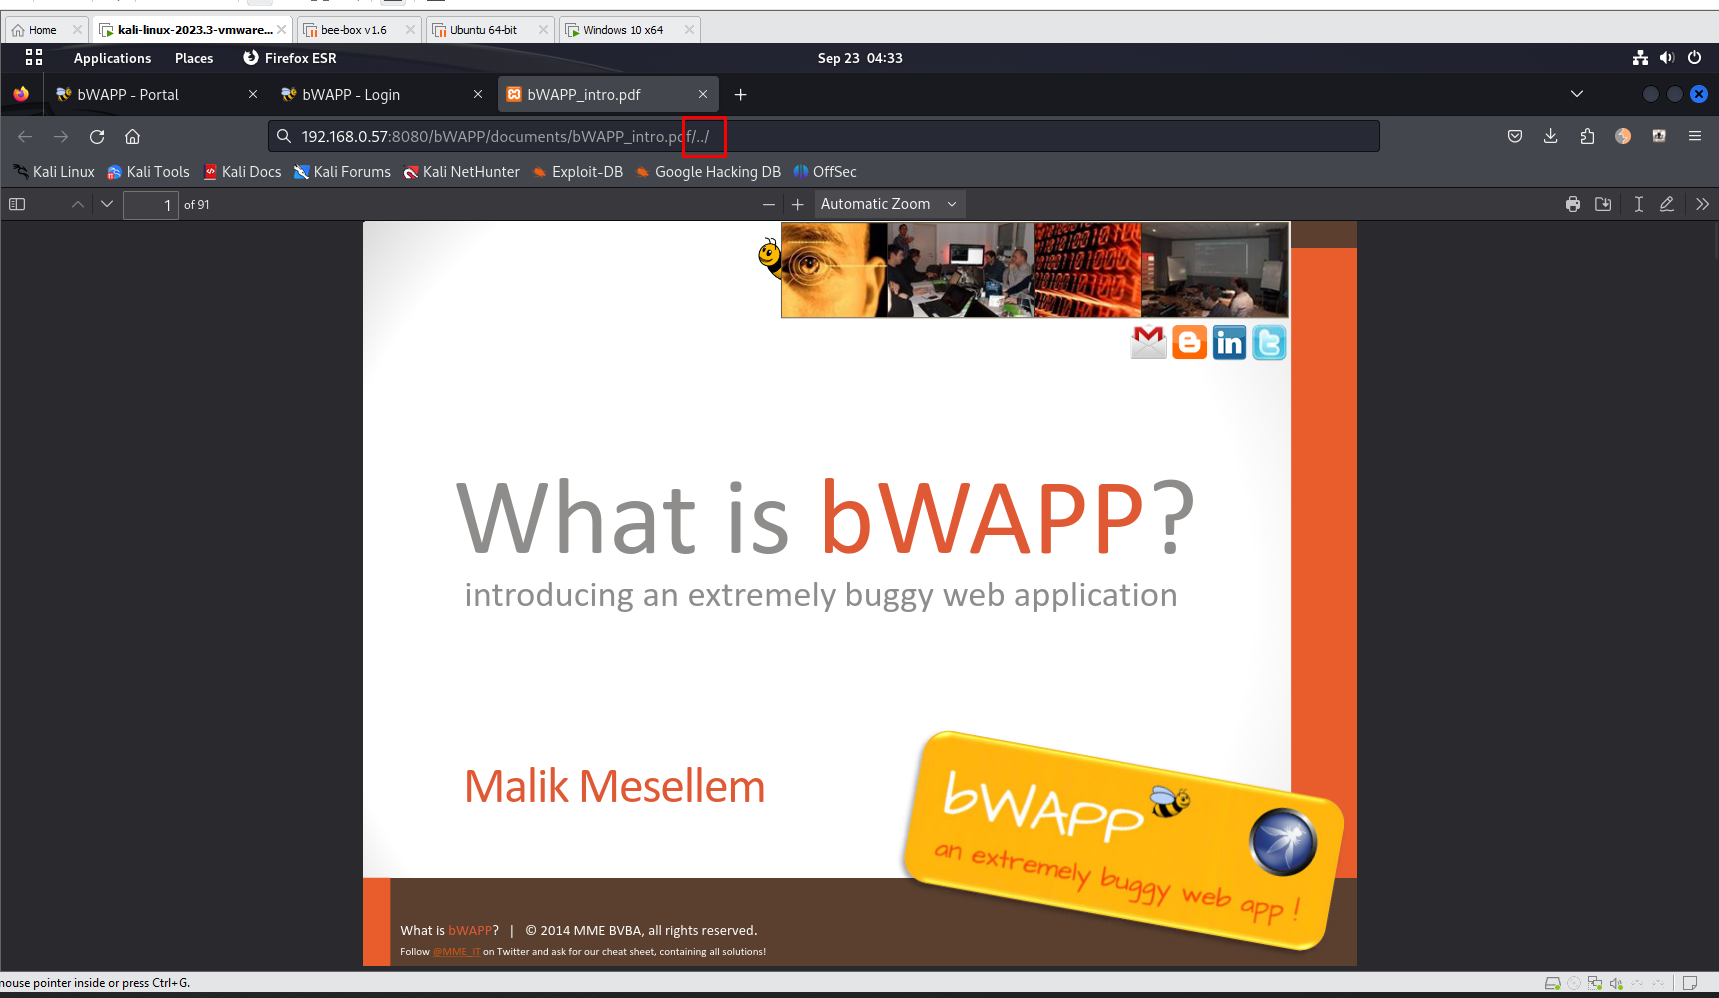 Home
kali-linux-2023.3-vmware...
bee-box v1.6
Ubuntu 64-bit
Windows 10 x64
Applications
Places
Firefox ESR
Sep 23 04:33
bWAPP - Portal
bWAPP - Login
bWAPP_intro.pdf
192.168.0.57:8080/bWAPP/documents/bWAPP_intro.pdf/../
Kali Linux
Kali Tools
Kali Docs
Kali Forums
Kali NetHunter
Exploit-DB
Google Hacking DB
OffSec
1 of 91
Automatic Zoom
What is bWAPP?
introducing an extremely buggy web application
Malik Mesellem
bWAPP
an extremely buggy web app !
What is bWAPP? | © 2014 MME BVBA, all rights reserved.
Follow @MME_IT on Twitter and ask for our cheat sheet, containing all solutions!
nouse pointer inside or press Ctrl+G.